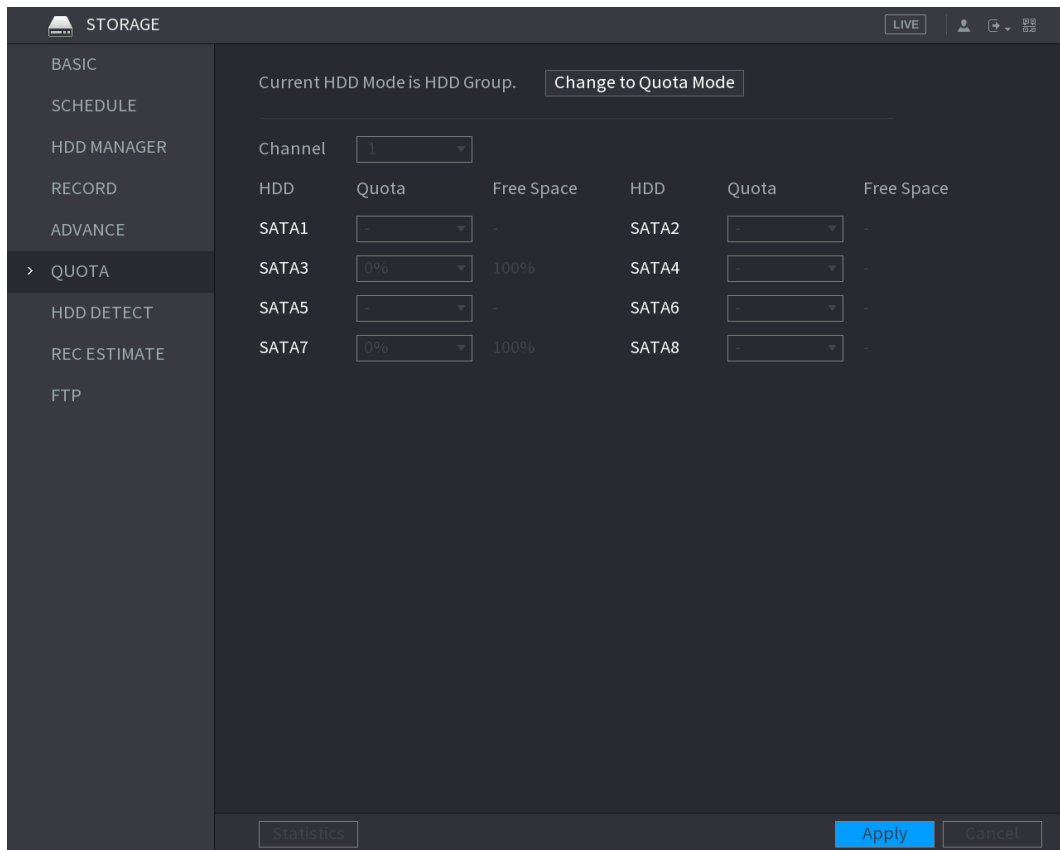 STORAGE
LIVE
BASIC
SCHEDULE
HDD MANAGER
RECORD
ADVANCE
QUOTA
HDD DETECT
REC ESTIMATE
FTP
Current HDD Mode is HDD Group. Change to Quota Mode
Channel 1
HDD Quota Free Space HDD Quota Free Space
SATA1 - - SATA2 - -
SATA3 0% 100% SATA4 - -
SATA5 - - SATA6 - -
SATA7 0% 100% SATA8 - -
Statistics Apply Cancel